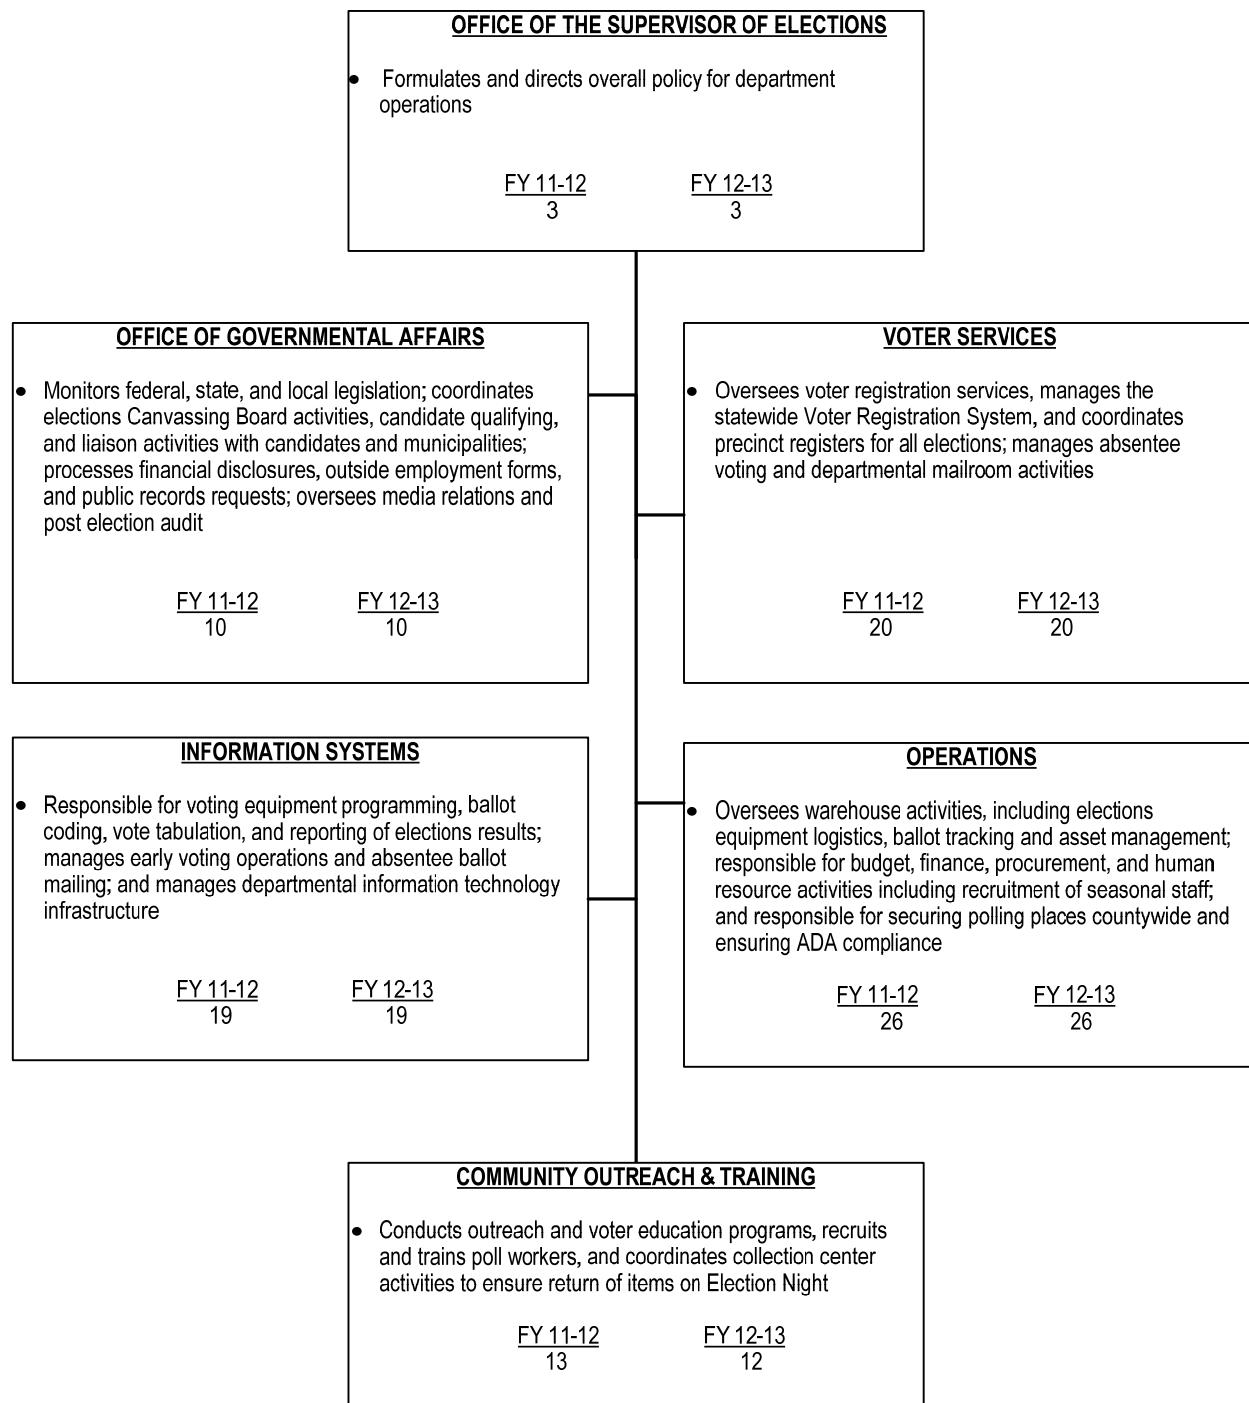 OFFICE OF THE SUPERVISOR OF ELECTIONS
• Formulates and directs overall policy for department
operations
FY 11-12 FY 12-13
3 3
OFFICE OF GOVERNMENTAL AFFAIRS
• Monitors federal, state, and local legislation; coordinates
elections Canvassing Board activities, candidate qualifying,
and liaison activities with candidates and municipalities;
processes financial disclosures, outside employment forms,
and public records requests; oversees media relations and
post election audit
FY 11-12 FY 12-13
10 10
VOTER SERVICES
• Oversees voter registration services, manages the
statewide Voter Registration System, and coordinates
precinct registers for all elections; manages absentee
voting and departmental mailroom activities
FY 11-12 FY 12-13
20 20
INFORMATION SYSTEMS
• Responsible for voting equipment programming, ballot
coding, vote tabulation, and reporting of elections results;
manages early voting operations and absentee ballot
mailing; and manages departmental information technology
infrastructure
FY 11-12 FY 12-13
19 19
OPERATIONS
• Oversees warehouse activities, including elections
equipment logistics, ballot tracking and asset management;
responsible for budget, finance, procurement, and human
resource activities including recruitment of seasonal staff;
and responsible for securing polling places countywide and
ensuring ADA compliance
FY 11-12 FY 12-13
26 26
COMMUNITY OUTREACH & TRAINING
• Conducts outreach and voter education programs, recruits
and trains poll workers, and coordinates collection center
activities to ensure return of items on Election Night
FY 11-12 FY 12-13
13 12